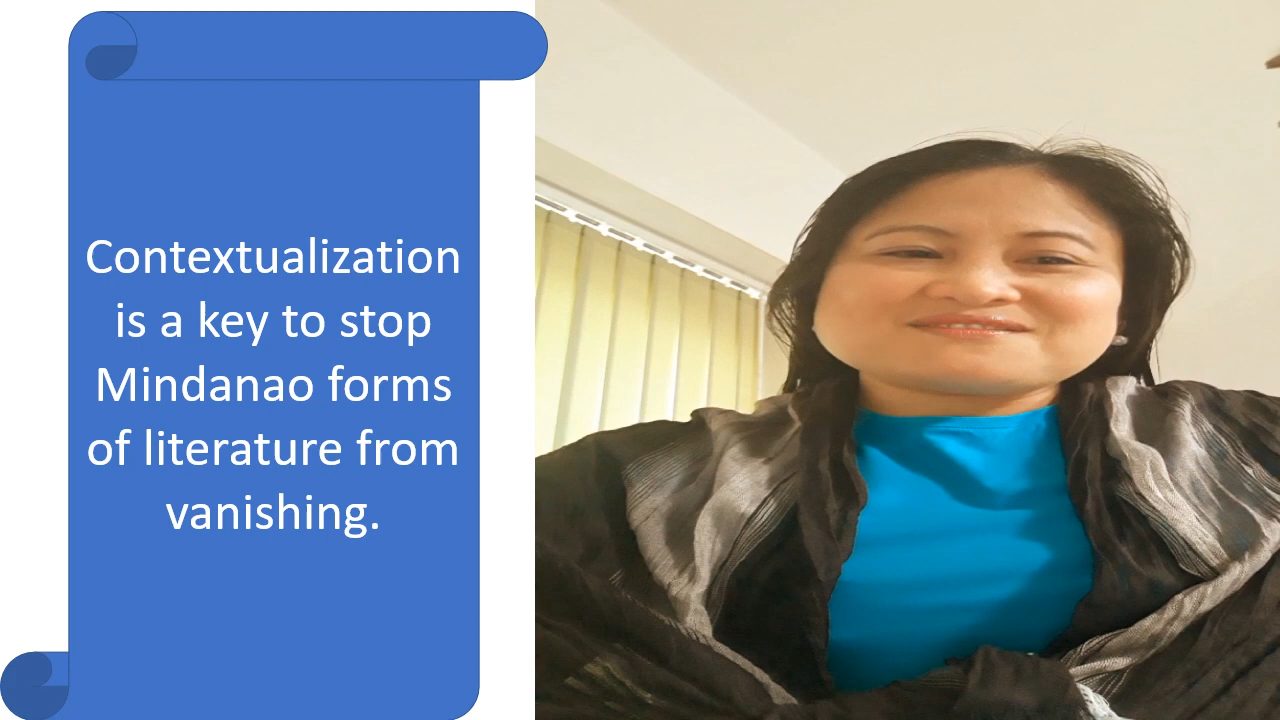 Contextualization
is a key to stop
Mindanao forms
of literature from
vanishing.